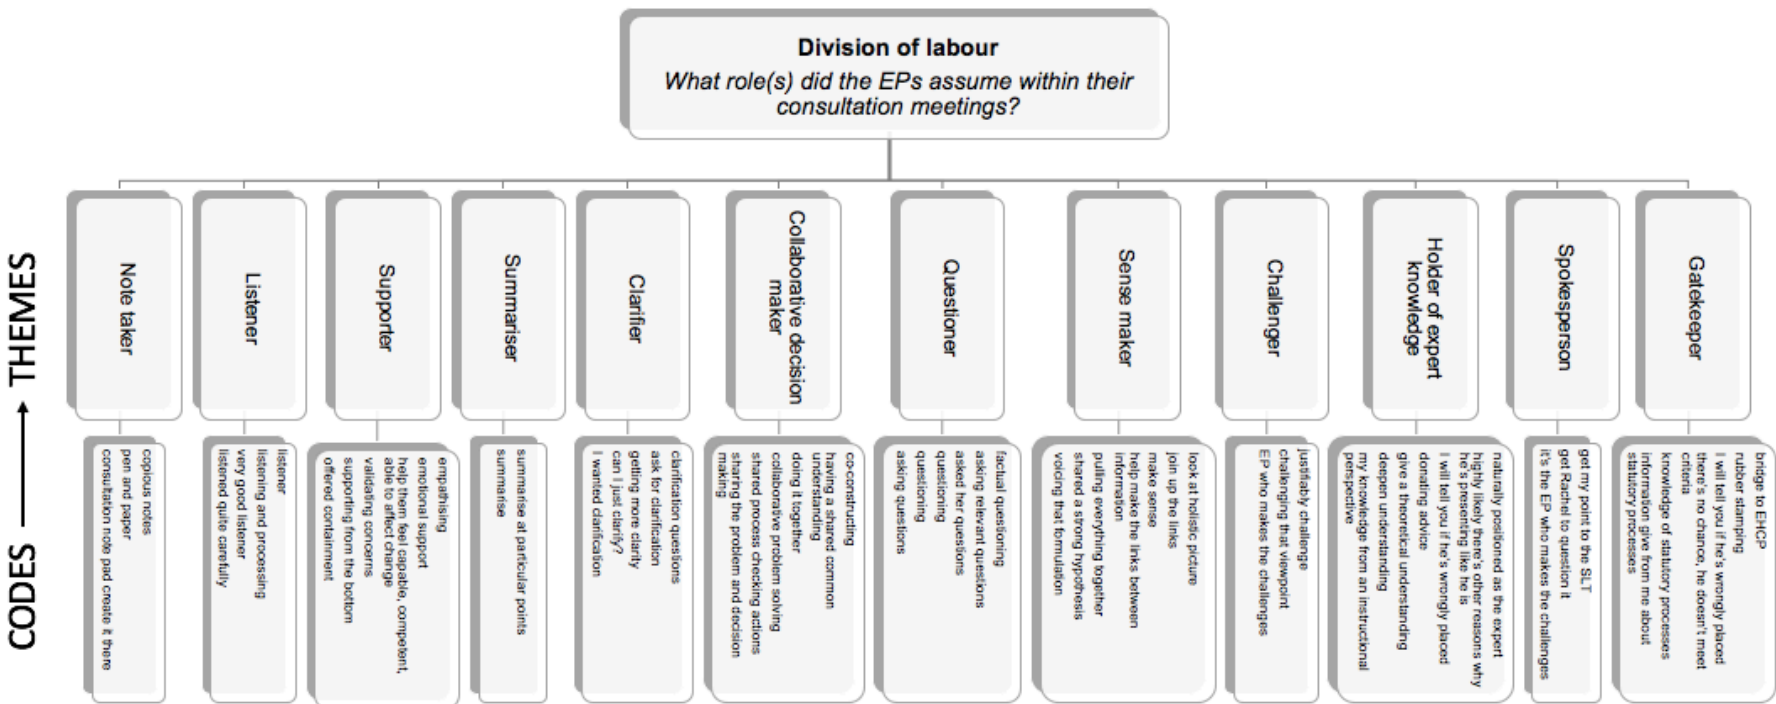 Division of labour
What role(s) did the EPs assume within their
consultation meetings?
THEMES
CODES
Note taker
copious notes
pen and paper
consultation note pad create it there
Listener
listener
listening and processing
very good listener
listened quite carefully
Supporter
empathising
emotional support
help them feel capable, competent,
able to affect change
validating concerns
supporting from the bottom
offered containment
Summariser
summarise at particular points
summarise
Clarifier
clarification questions
ask for clarification
getting more clarity
can I just clarify?
I wanted clarification
Collaborative decision
maker
co-constructing
having a shared common
understanding
doing it together
collaborative problem solving
shared process checking actions
sharing the problem and decision
making
Questioner
factual questioning
asking relevant questions
asked her questions
questioning
questioning
asking questions
Sense maker
look at holistic picture
join up the links
make sense
help make the links between
information
pulling everything together
shared a strong hypothesis
voicing that formulation
Challenger
justifiably challenge
challenging that viewpoint
EP who makes the challenges
Holder of expert
knowledge
naturally positioned as the expert
highly likely there's other reasons why
he's presenting like he is
I will tell you if he's wrongly placed
donating advice
give a theoretical understanding
deepen understanding
my knowledge from an instructional
perspective
Spokesperson
get my point to the SLT
get Rachel to question it
it's the EP who makes the challenges
Gatekeeper
bridge to EHCP
rubber stamping
I will tell you if he's wrongly placed
there's no chance, he doesn't meet
criteria
knowledge of statutory processes
information give from me about
statutory processes